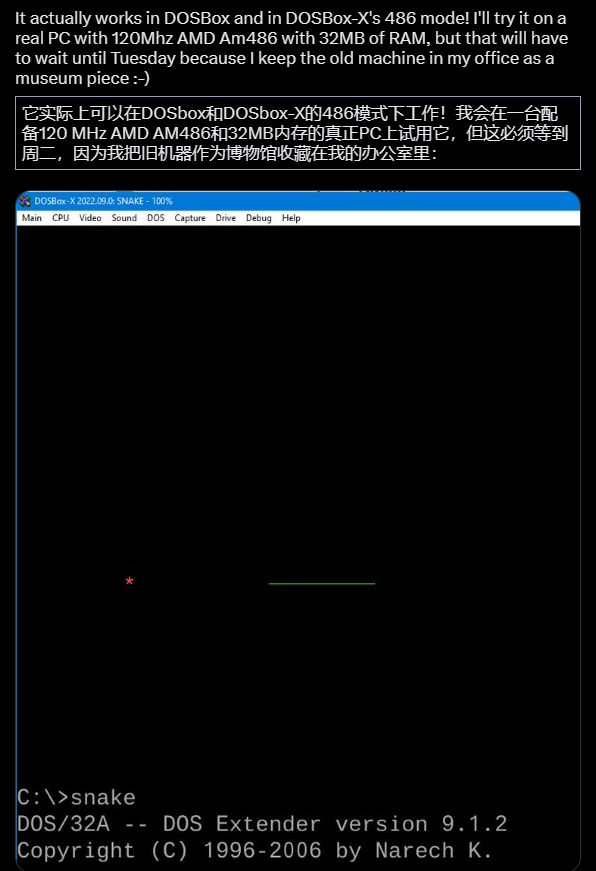 It actually works in DOSBox and in DOSBox-X's 486 mode! I'll try it on a
real PC with 120Mhz AMD Am486 with 32MB of RAM, but that will have
to wait until Tuesday because I keep the old machine in my office as a
museum piece :-)
它实际上可以在DOSbox和DOSbox-X的486模式下工作！我会在一台配
备120 MHz AMD AM486和32MB内存的真正PC上试用它，但这必须等到
周二，因为我把旧机器作为博物馆收藏在我的办公室里：
DOSBox-X 2022.09.0: SNAKE - 100%
Main CPU Video Sound DOS Capture Drive Debug Help
*
C:\>snake
DOS/32A -- DOS Extender version 9.1.2
Copyright (C) 1996-2006 by Narech K.